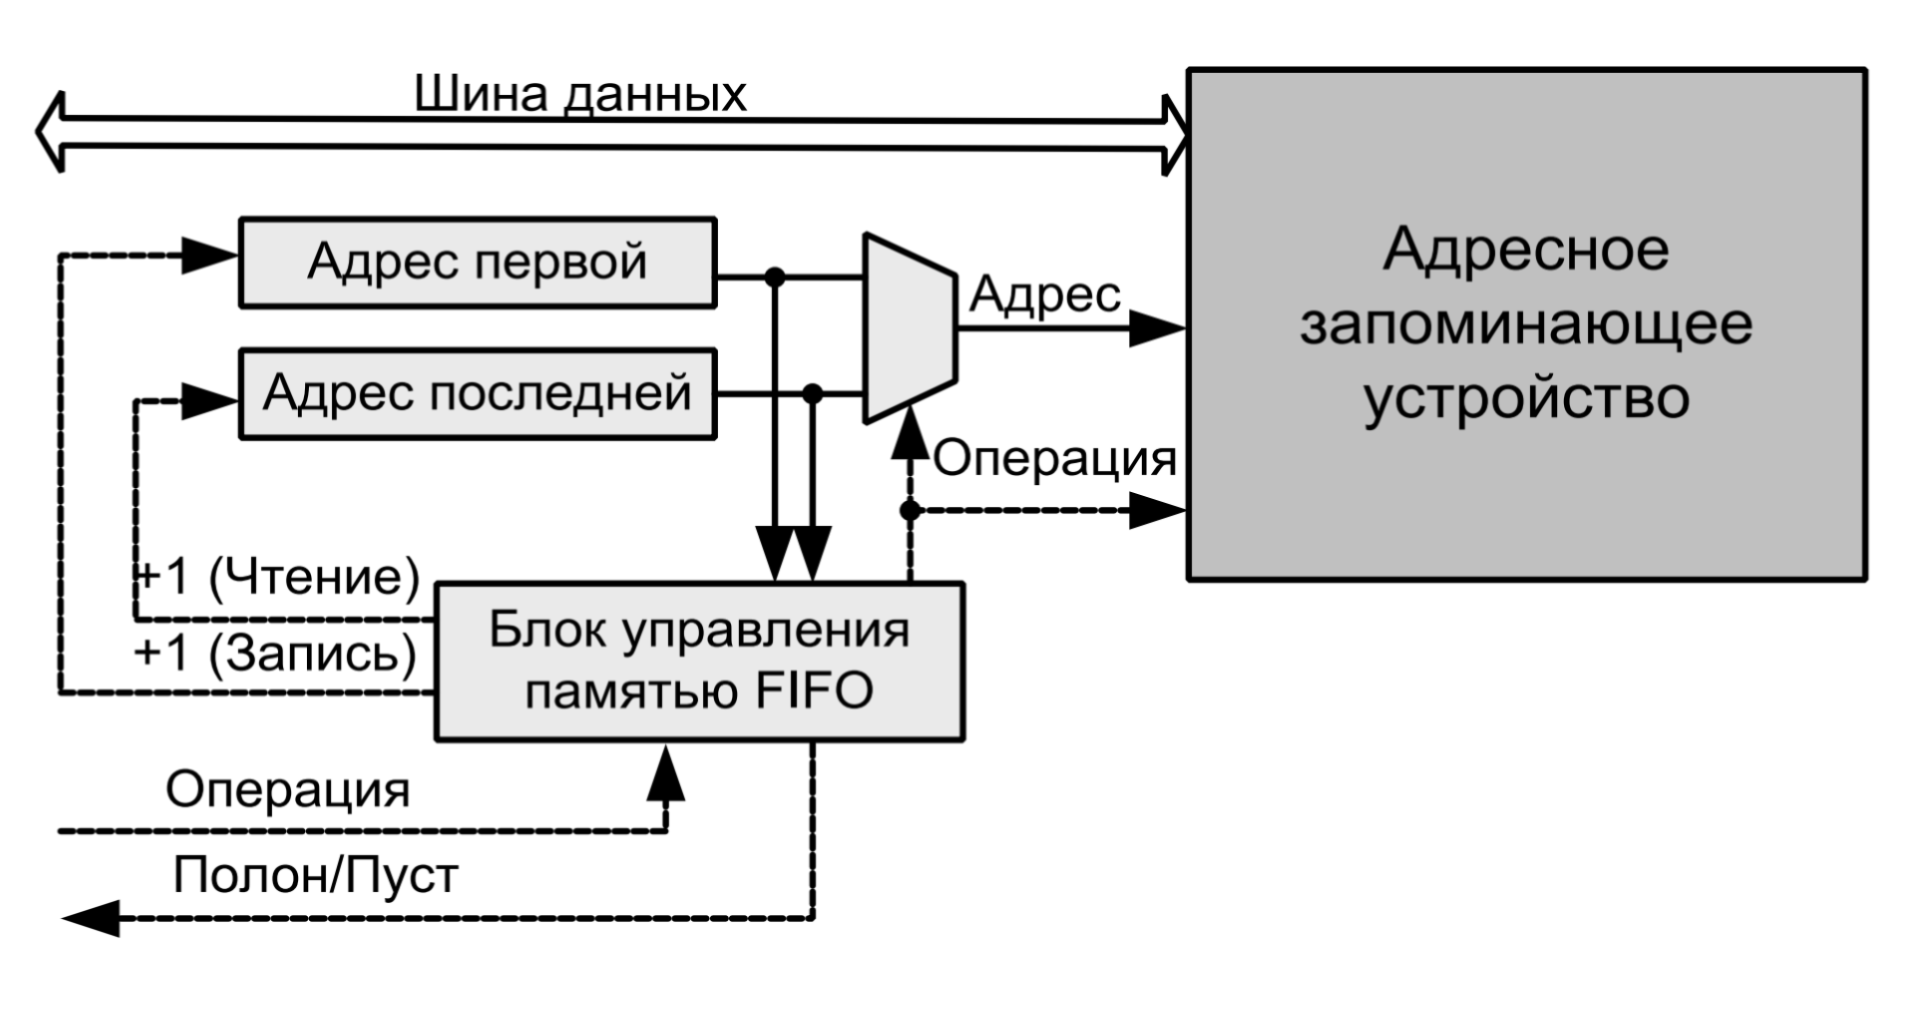 Шина данных
Адрес первой
Адрес последней
Адрес
Адресное
запоминающее
устройство
Операция
+1 (Чтение)
+1 (Запись)
Блок управления
памятью FIFO
Операция
Полон/Пуст